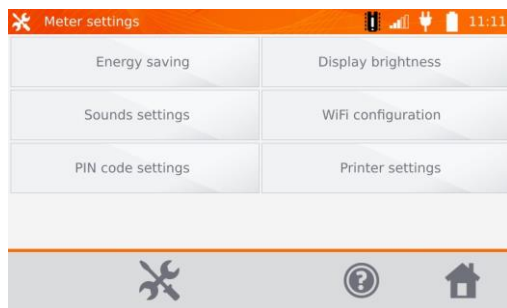 Meter settings 11:11
Energy saving Display brightness
Sounds settings WiFi configuration
PIN code settings Printer settings